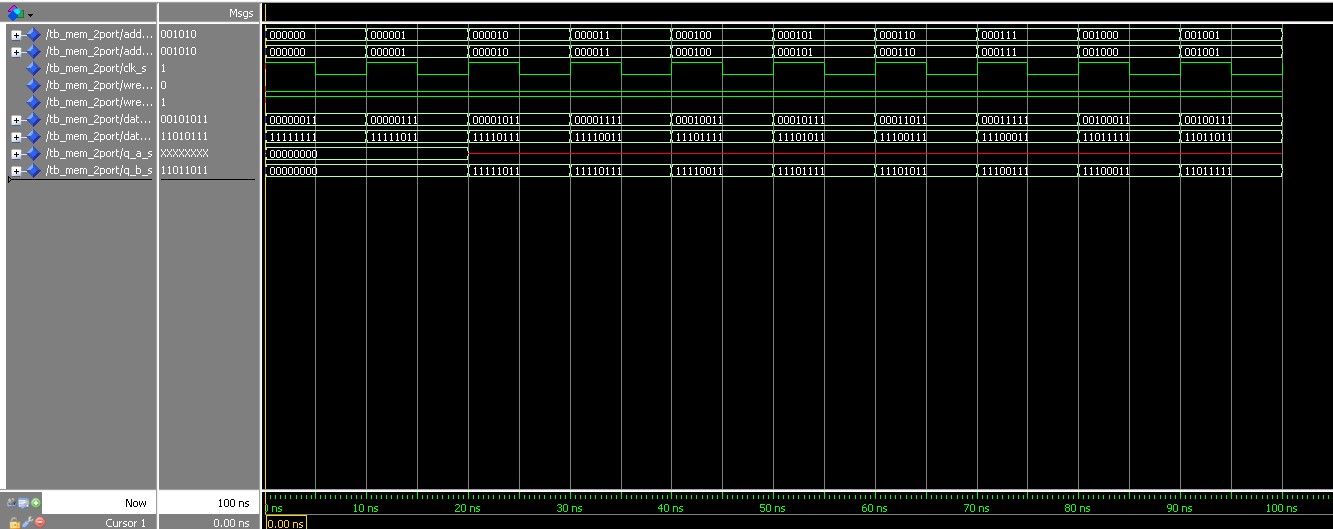 Msgs
/tb_mem_2port/add... 001010 000000 000001 000010 000011 000100 000101 000110 000111 001000 001001
/tb_mem_2port/add... 001010 000000 000001 000010 000011 000100 000101 000110 000111 001000 001001
/tb_mem_2port/clk_s 1
/tb_mem_2port/wre... 0
/tb_mem_2port/wre... 1
/tb_mem_2port/dat... 00101011 00000011 00000111 00001011 00001111 00010011 00010111 00011011 00011111 00100011 00100111
/tb_mem_2port/dat... 11010111 11111111 11111011 11110111 11110011 11101111 11101011 11100111 11100011 11011111 11011011
/tb_mem_2port/q_a_s XXXXXXXX 00000000
/tb_mem_2port/q_b_s 11011011 00000000 11111011 11110111 11110011 11101111 11101011 11100111 11100011 11011111
Now 100 ns ns 10 ns 20 ns 30 ns 40 ns 50 ns 60 ns 70 ns 80 ns 90 ns 100 ns
Cursor 1 0.00 ns 0.00 ns